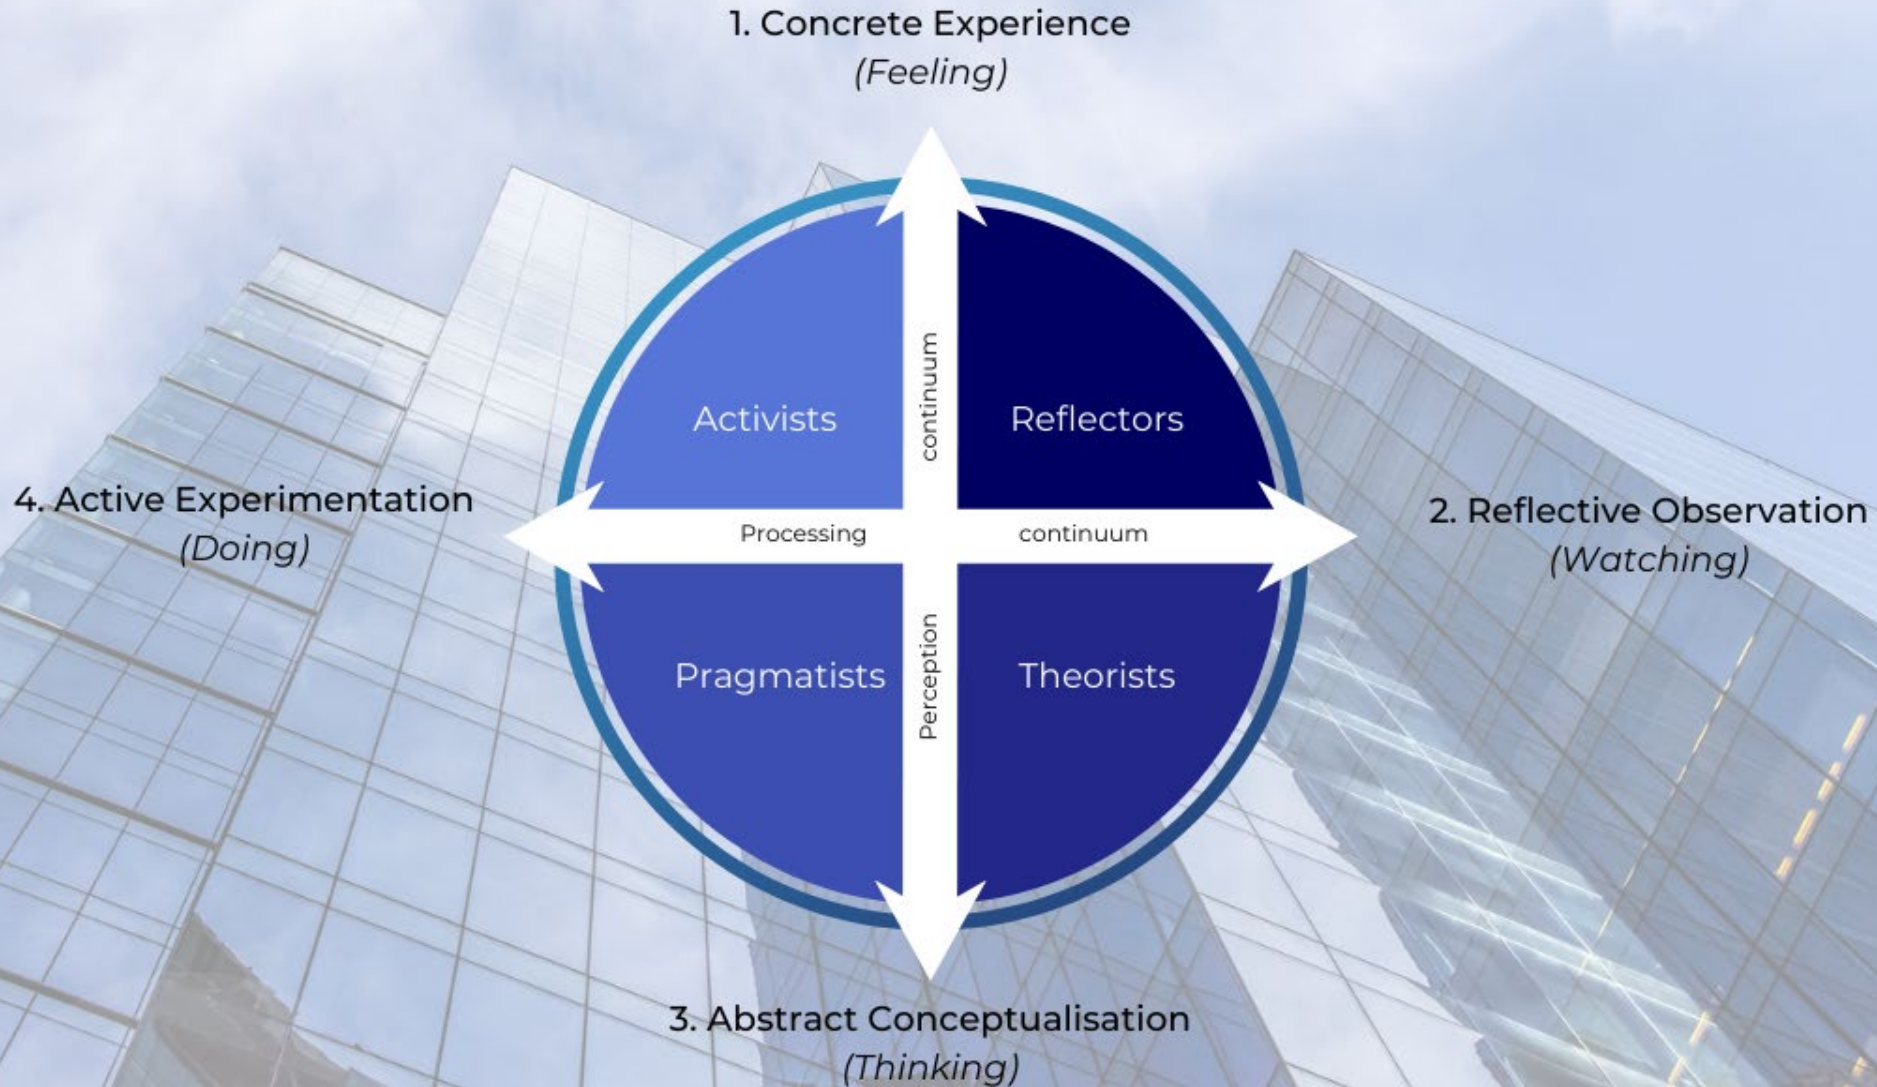 1. Concrete Experience
(Feeling)
continuum
Activists
Reflectors
4. Active Experimentation
(Doing)
2. Reflective Observation
(Watching)
Processing continuum
Perception
Pragmatists
Theorists
3. Abstract Conceptualisation
(Thinking)